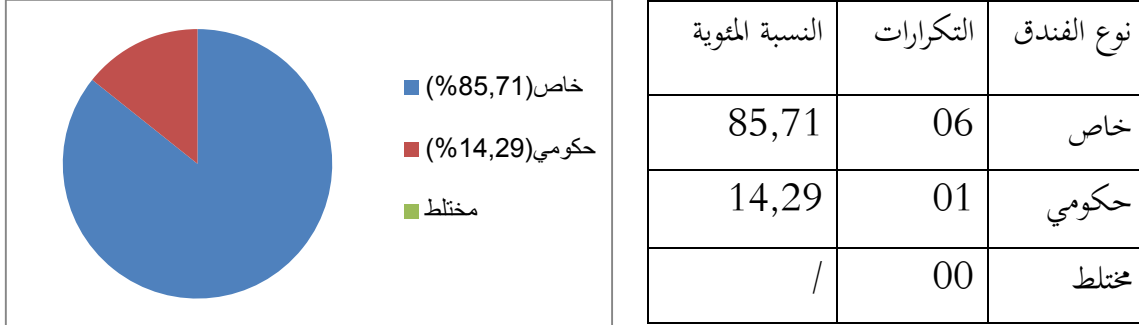 نوع الفندق التكرارات النسبة المئوية
خاص 06 85,71
حكومي 01 14,29
مختلط 00 /
خاص(85,71%)
حكومي(14,29%)
مختلط